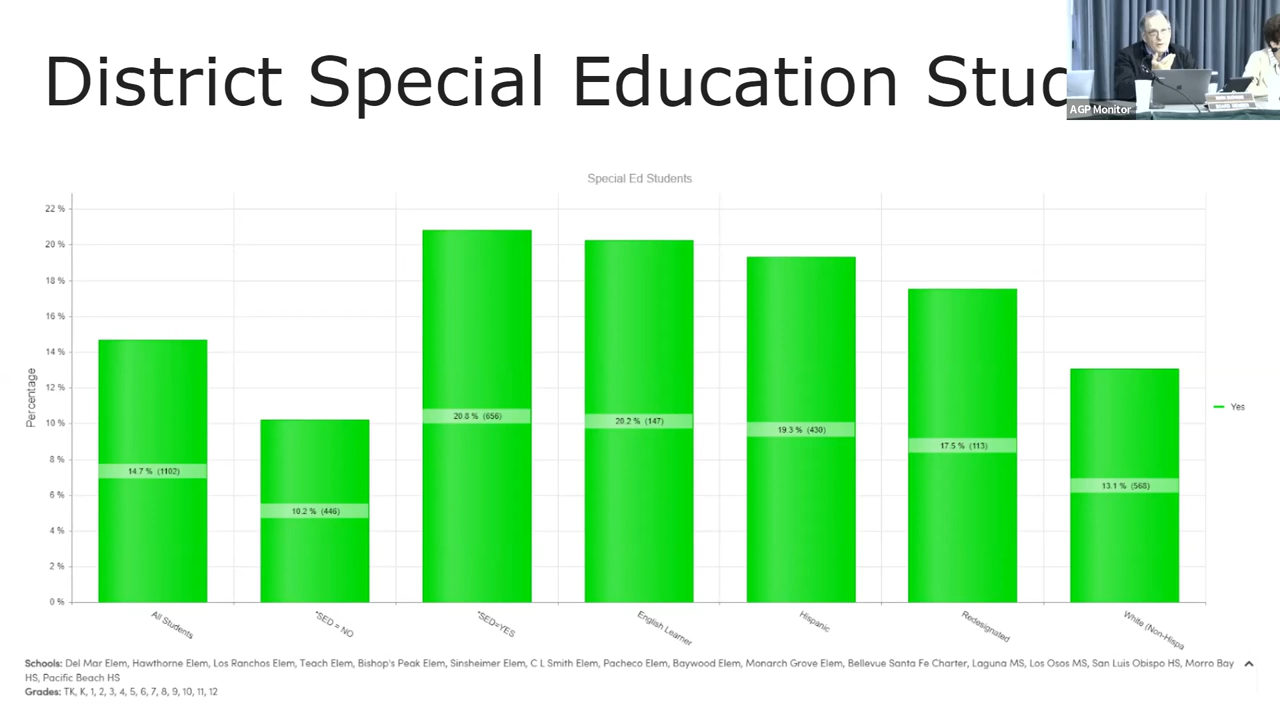 District Special Education Stud
AGP Monitor
Special Ed Students
Percentage
22 %
20 %
18 %
16 %
14 %
12 %
10 %
8 %
6 %
4 %
2 %
0 %
14.7 % (1102)
10.2 % (446)
20.8 % (656)
20.2 % (147)
19.3 % (430)
17.5 % (113)
13.1 % (568)
Yes
All Students
*SED = NO
*SED=YES
English Learner
Hispanic
Redesignated
White (Non-Hispa
Schools: Del Mar Elem, Hawthorne Elem, Los Ranchos Elem, Teach Elem, Bishop's Peak Elem, Sinsheimer Elem, C L Smith Elem, Pacheco Elem, Baywood Elem, Monarch Grove Elem, Bellevue Santa Fe Charter, Laguna MS, Los Osos MS, San Luis Obispo HS, Morro Bay
HS, Pacific Beach HS
Grades: TK, K, 1, 2, 3, 4, 5, 6, 7, 8, 9, 10, 11, 12